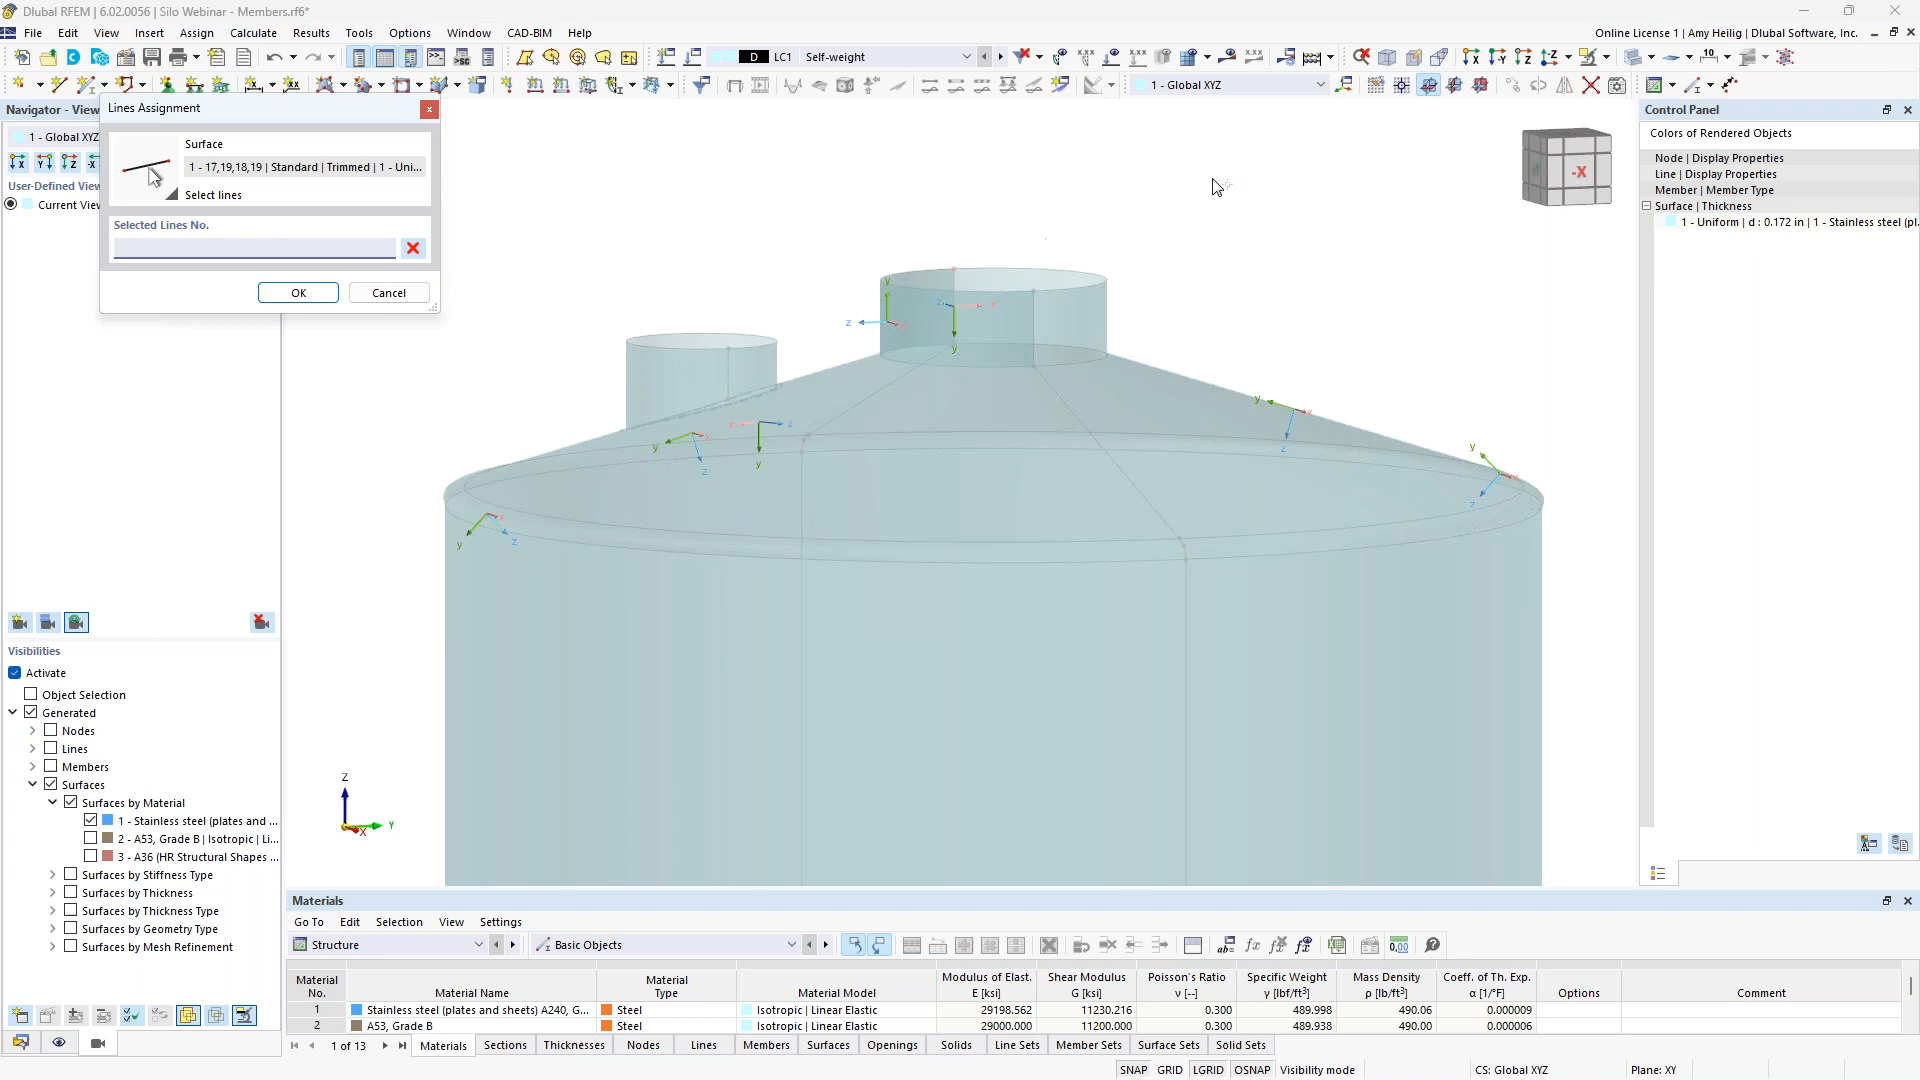 Dlubal RFEM | 6.02.0056 | Silo Webinar - Members.rf6*
File Edit View Insert Assign Calculate Results Tools Options Window CAD-BIM Help
Online License 1 | Amy Heilig | Dlubal Software, Inc.
D LC1 Self-weight
1 - Global XYZ
Navigator - View
Lines Assignment
Control Panel
Colors of Rendered Objects
1 - Global XYZ
Surface
1 - 17,19,18,19 | Standard | Trimmed | 1 - Uni...
Select lines
User-Defined View
Current View
Selected Lines No.
OK Cancel
Node | Display Properties
Line | Display Properties
Member | Member Type
Surface | Thickness
1 - Uniform | d : 0.172 in | 1 - Stainless steel (pl.
-X
Visibilities
Activate
Object Selection
Generated
Nodes
Lines
Members
Surfaces
Surfaces by Material
1 - Stainless steel (plates and ...
2 - A53, Grade B | Isotropic | Li...
3 - A36 (HR Structural Shapes ...
Surfaces by Stiffness Type
Surfaces by Thickness
Surfaces by Thickness Type
Surfaces by Geometry Type
Surfaces by Mesh Refinement
Z
Y
X
Materials
Go To Edit Selection View Settings
Structure Basic Objects
Material No. Material Name Material Type Material Model Modulus of Elast. E [ksi] Shear Modulus G [ksi] Poisson's Ratio ν [--] Specific Weight γ [lbf/ft³] Mass Density ρ [lb/ft³] Coeff. of Th. Exp. α [1/°F] Options Comment
1 Stainless steel (plates and sheets) A240, G... Steel Isotropic | Linear Elastic 29198.562 11230.216 0.300 489.998 490.06 0.000009
2 A53, Grade B Steel Isotropic | Linear Elastic 29000.000 11200.000 0.300 489.938 490.00 0.000006
1 of 13 Materials Sections Thicknesses Nodes Lines Members Surfaces Openings Solids Line Sets Member Sets Surface Sets Solid Sets
SNAP GRID LGRID OSNAP Visibility mode CS: Global XYZ Plane: XY